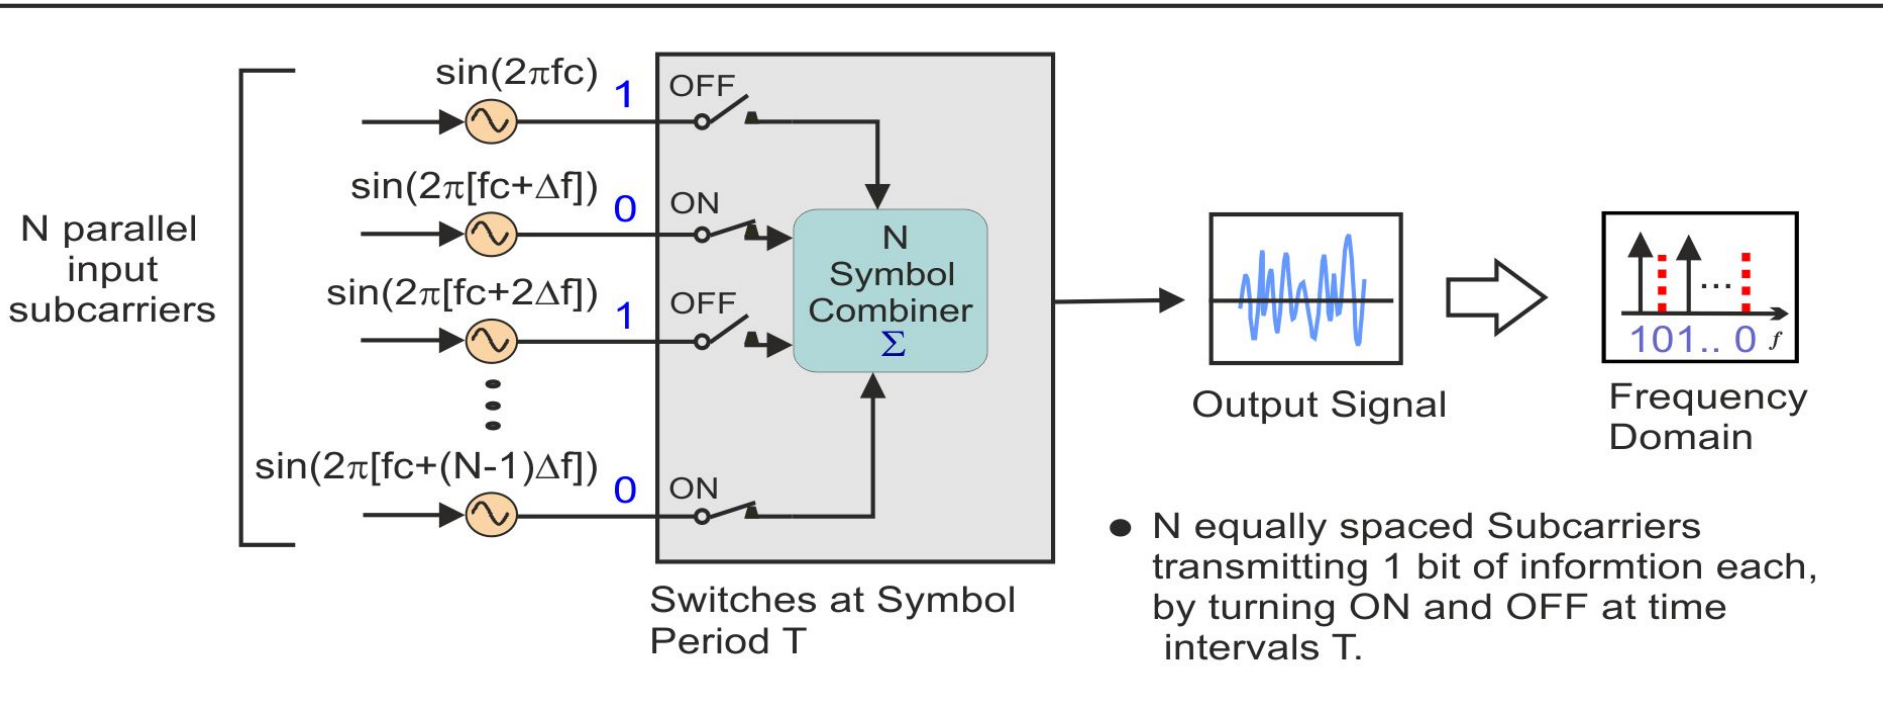 N parallel
input
subcarriers
sin(2πfc)
1
OFF
sin(2π[fc+Δf])
0
ON
sin(2π[fc+2Δf])
1
OFF
sin(2π[fc+(N-1)Δf])
0
ON
N
Symbol
Combiner
Σ
Switches at Symbol
Period T
Output Signal
...
101.. 0 f
Frequency
Domain
● N equally spaced Subcarriers
transmitting 1 bit of informtion each,
by turning ON and OFF at time
intervals T.